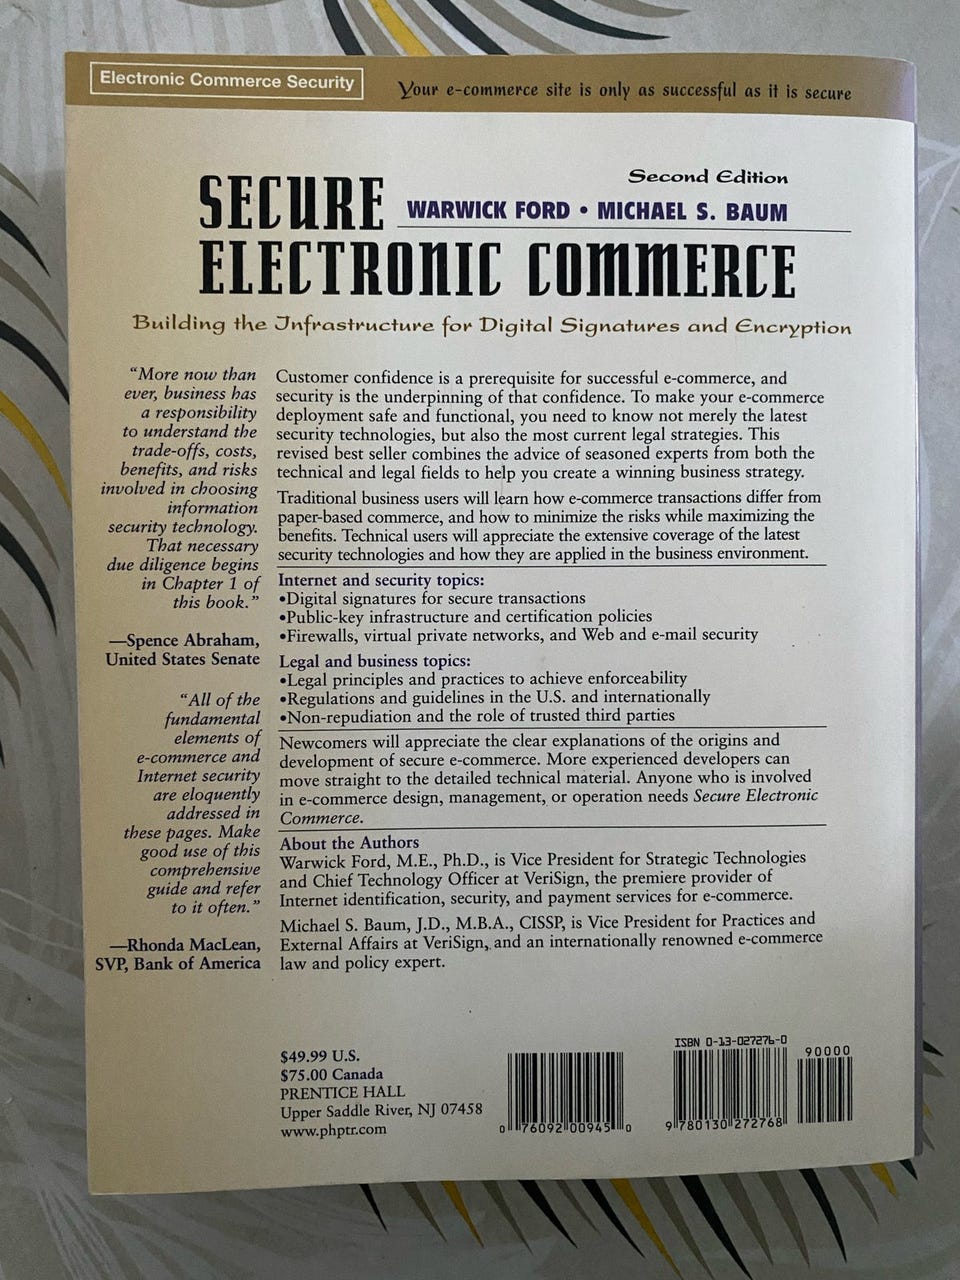 Electronic Commerce Security
Your e-commerce site is only as successful as it is secure
Second Edition
SECURE
WARWICK FORD • MICHAEL S. BAUM
ELECTRONIC COMMERCE
Building the Infrastructure for Digital Signatures and Encryption
"More now than
ever, business has
a responsibility
to understand the
trade-offs, costs,
benefits, and risks
involved in choosing
information
security technology.
That necessary
due diligence begins
in Chapter 1 of
this book."
—Spence Abraham,
United States Senate
"All of the
fundamental
elements of
e-commerce and
Internet security
are eloquently
addressed in
these pages. Make
good use of this
comprehensive
guide and refer
to it often."
—Rhonda MacLean,
SVP, Bank of America
Customer confidence is a prerequisite for successful e-commerce, and
security is the underpinning of that confidence. To make your e-commerce
deployment safe and functional, you need to know not merely the latest
security technologies, but also the most current legal strategies. This
revised best seller combines the advice of seasoned experts from both the
technical and legal fields to help you create a winning business strategy.
Traditional business users will learn how e-commerce transactions differ from
paper-based commerce, and how to minimize the risks while maximizing the
benefits. Technical users will appreciate the extensive coverage of the latest
security technologies and how they are applied in the business environment.
Internet and security topics:
•Digital signatures for secure transactions
•Public-key infrastructure and certification policies
•Firewalls, virtual private networks, and Web and e-mail security
Legal and business topics:
•Legal principles and practices to achieve enforceability
•Regulations and guidelines in the U.S. and internationally
•Non-repudiation and the role of trusted third parties
Newcomers will appreciate the clear explanations of the origins and
development of secure e-commerce. More experienced developers can
move straight to the detailed technical material. Anyone who is involved
in e-commerce design, management, or operation needs Secure Electronic
Commerce.
About the Authors
Warwick Ford, M.E., Ph.D., is Vice President for Strategic Technologies
and Chief Technology Officer at VeriSign, the premiere provider of
Internet identification, security, and payment services for e-commerce.
Michael S. Baum, J.D., M.B.A., CISSP, is Vice President for Practices and
External Affairs at VeriSign, and an internationally renowned e-commerce
law and policy expert.
$49.99 U.S.
$75.00 Canada
PRENTICE HALL
Upper Saddle River, NJ 07458
www.phptr.com
0 76092 00945 0
ISBN 0-13-027276-0
90000
9 780130 272768